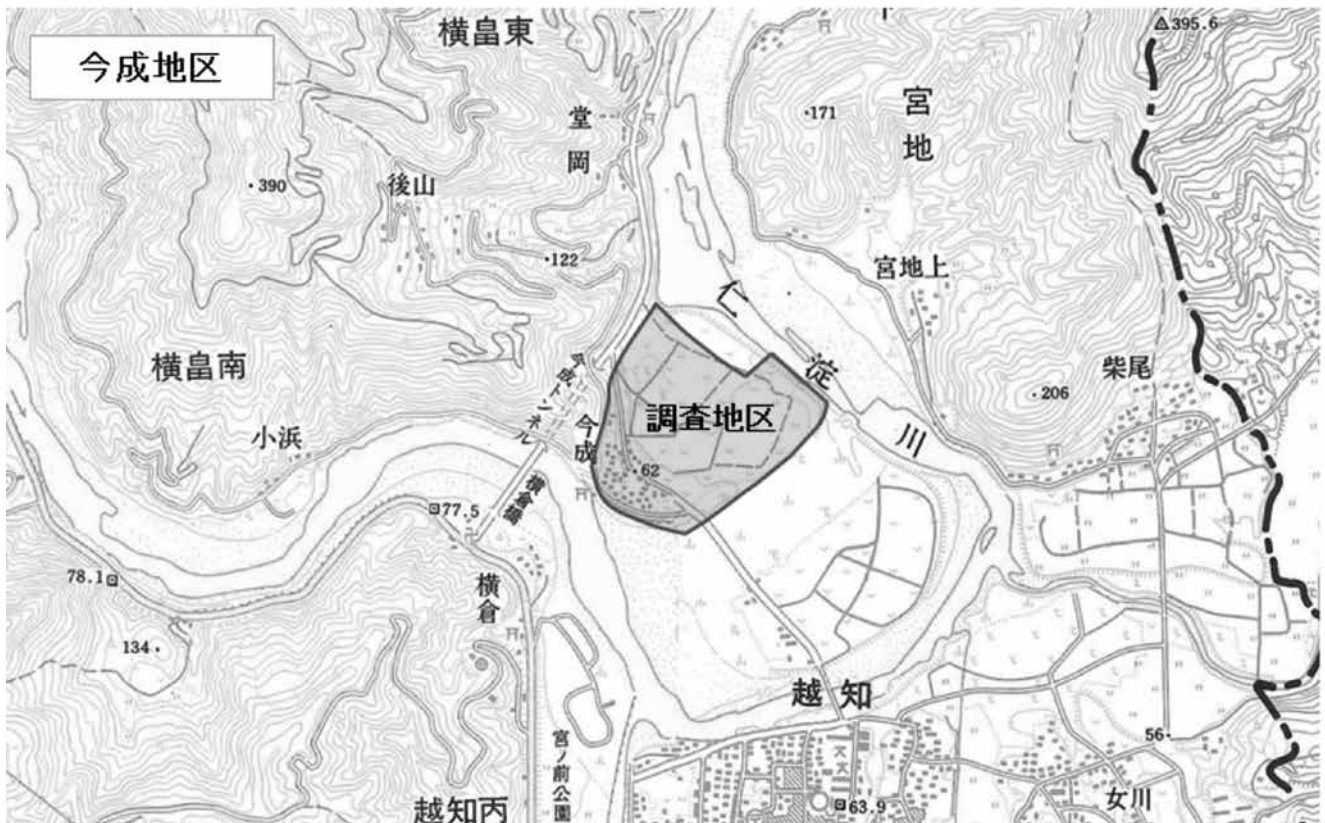 今成地区
横畠東
395.6
171
宮地
堂岡
390
後山
122
宮地上
仁淀川
206
柴尾
横畠南
今成トンネル
今成
調査地区
小浜
62
横倉橋
77.5
78.1
横倉
134
越知
56
宮ノ前公園
63.9
女川
越知丙